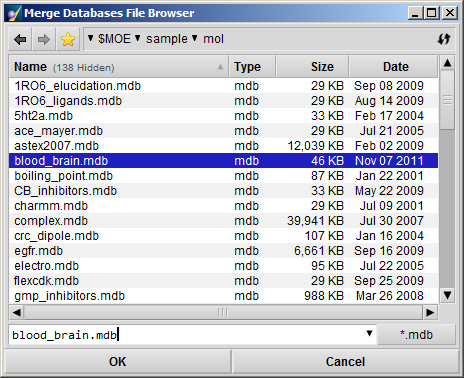 Merge Databases File Browser
$MOE sample mol
Name (138 Hidden) Type Size Date
1RO6_elucidation.mdb mdb 29 KB Sep 08 2009
1RO6_ligands.mdb mdb 29 KB Aug 14 2009
5ht2a.mdb mdb 33 KB Feb 17 2004
ace_mayer.mdb mdb 29 KB Jul 21 2005
astex2007.mdb mdb 12,039 KB Feb 02 2009
blood_brain.mdb mdb 46 KB Nov 07 2011
boiling_point.mdb mdb 87 KB Jan 22 2001
CB_inhibitors.mdb mdb 33 KB May 22 2009
charmm.mdb mdb 29 KB Jul 09 2001
complex.mdb mdb 39,941 KB Jul 30 2007
crc_dipole.mdb mdb 107 KB Jan 16 2004
egfr.mdb mdb 6,661 KB Sep 16 2009
electro.mdb mdb 95 KB Jul 22 2005
flexcdk.mdb mdb 29 KB Sep 25 2009
gmp_inhibitors.mdb mdb 988 KB Mar 26 2008
blood_brain.mdb *.mdb
OK Cancel